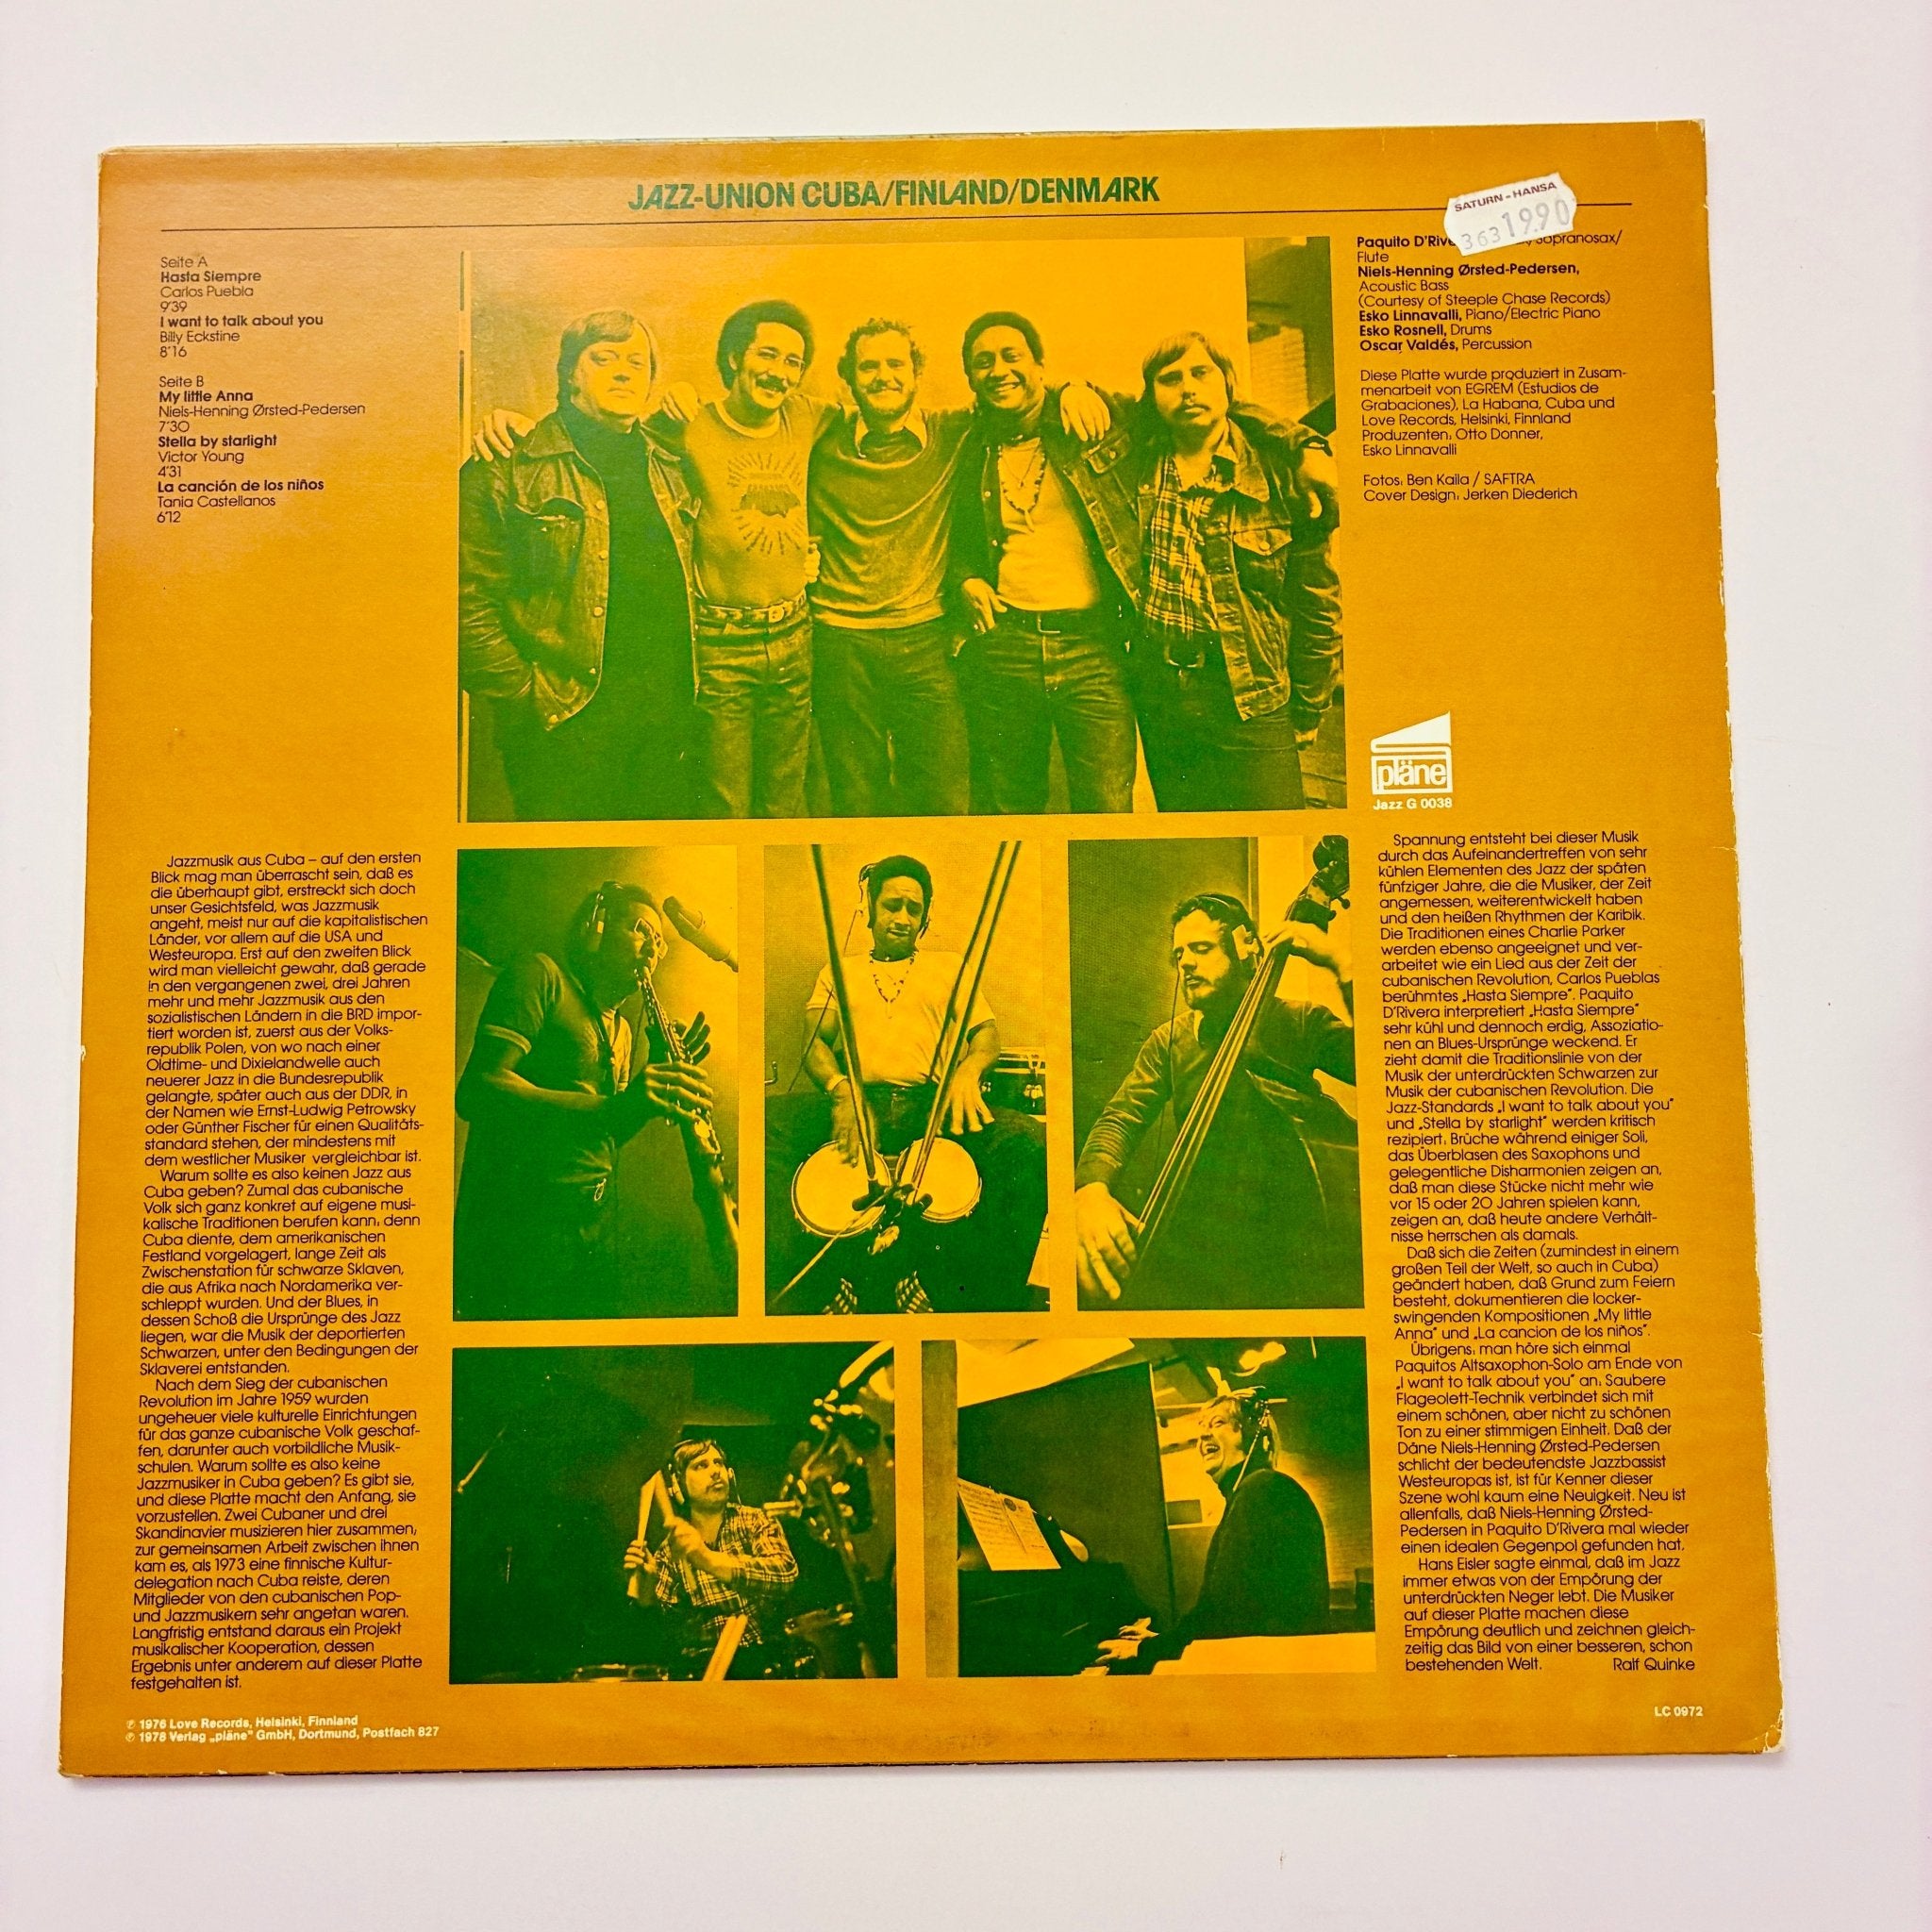 JAZZ-UNION CUBA/FINLAND/DENMARK
SATURN-HANSA
363 19.90
Seite A
Hasta Siempre
Carlos Puebla
9'39
I want to talk about you
Billy Eckstine
8'16
Seite B
My little Anna
Niels-Henning Ørsted-Pedersen
7'30
Stella by starlight
Victor Young
4'31
La canción de los niños
Tania Castellanos
6'12
Paquito D'Rive Sopranosax/
Flute
Niels-Henning Ørsted-Pedersen,
Acoustic Bass
(Courtesy of Steeple Chase Records)
Esko Linnavalli, Piano/Electric Piano
Esko Rosnell, Drums
Oscar Valdés, Percussion
Diese Platte wurde produziert in Zusam-
menarbeit von EGREM (Estudios de
Grabaciones), La Habana, Cuba und
Love Records, Helsinki, Finnland
Produzenten: Otto Donner,
Esko Linnavalli
Fotos: Ben Kaila / SAFTRA
Cover Design: Jerken Diederich
pläne
Jazz G 0038
Jazzmusik aus Cuba – auf den ersten
Blick mag man überrascht sein, daß es
die überhaupt gibt, erstreckt sich doch
unser Gesichtsfeld, was Jazzmusik
angeht, meist nur auf die kapitalistischen
Länder, vor allem auf die USA und
Westeuropa. Erst auf den zweiten Blick
wird man vielleicht gewahr, daß gerade
in den vergangenen zwei, drei Jahren
mehr und mehr Jazzmusik aus den
sozialistischen Ländern in die BRD impor-
tiert worden ist, zuerst aus der Volks-
republik Polen, von wo nach einer
Oldtime- und Dixielandwelle auch
neuerer Jazz in die Bundesrepublik
gelangte, später auch aus der DDR, in
der Namen wie Ernst-Ludwig Petrowsky
oder Günther Fischer für einen Qualitäts-
standard stehen, der mindestens mit
dem westlicher Musiker vergleichbar ist.
Warum sollte es also keinen Jazz aus
Cuba geben? Zumal das cubanische
Volk sich ganz konkret auf eigene musi-
kalische Traditionen berufen kann: denn
Cuba diente, dem amerikanischen
Festland vorgelagert, lange Zeit als
Zwischenstation für schwarze Sklaven,
die aus Afrika nach Nordamerika ver-
schleppt wurden. Und der Blues, in
dessen Schoß die Ursprünge des Jazz
liegen, war die Musik der deportierten
Schwarzen, unter den Bedingungen der
Sklaverei entstanden.
Nach dem Sieg der cubanischen
Revolution im Jahre 1959 wurden
ungeheuer viele kulturelle Einrichtungen
für das ganze cubanische Volk geschaf-
fen, darunter auch vorbildliche Musik-
schulen. Warum sollte es also keine
Jazzmusiker in Cuba geben? Es gibt sie,
und diese Platte macht den Anfang, sie
vorzustellen. Zwei Cubaner und drei
Skandinavier musizieren hier zusammen;
zur gemeinsamen Arbeit zwischen ihnen
kam es, als 1973 eine finnische Kultur-
delegation nach Cuba reiste, deren
Mitglieder von den cubanischen Pop-
und Jazzmusikern sehr angetan waren.
Langfristig entstand daraus ein Projekt
musikalischer Kooperation, dessen
Ergebnis unter anderem auf dieser Platte
festgehalten ist.
Spannung entsteht bei dieser Musik
durch das Aufeinandertreffen von sehr
kühlen Elementen des Jazz der späten
fünfziger Jahre, die die Musiker, der Zeit
angemessen, weiterentwickelt haben
und den heißen Rhythmen der Karibik.
Die Traditionen eines Charlie Parker
werden ebenso angeeignet und ver-
arbeitet wie ein Lied aus der Zeit der
cubanischen Revolution, Carlos Pueblas
berühmtes „Hasta Siempre". Paquito
D'Rivera interpretiert „Hasta Siempre"
sehr kühl und dennoch erdig, Assoziatio-
nen an Blues-Ursprünge weckend. Er
zieht damit die Traditionslinie von der
Musik der unterdrückten Schwarzen zur
Musik der cubanischen Revolution. Die
Jazz-Standards „I want to talk about you"
und „Stella by starlight" werden kritisch
rezipiert: Brüche während einiger Soli,
das Überblasen des Saxophons und
gelegentliche Disharmonien zeigen an,
daß man diese Stücke nicht mehr wie
vor 15 oder 20 Jahren spielen kann,
zeigen an, daß heute andere Verhält-
nisse herrschen als damals.
Daß sich die Zeiten (zumindest in einem
großen Teil der Welt, so auch in Cuba)
geändert haben, daß Grund zum Feiern
besteht, dokumentieren die locker-
swingenden Kompositionen „My little
Anna" und „La cancion de los niños".
Übrigens: man höre sich einmal
Paquitos Altsaxophon-Solo am Ende von
„I want to talk about you" an: Saubere
Flageolett-Technik verbindet sich mit
einem schönen, aber nicht zu schönen
Ton zu einer stimmigen Einheit. Daß der
Däne Niels-Henning Ørsted-Pedersen
schlicht der bedeutendste Jazzbassist
Westeuropas ist, ist für Kenner dieser
Szene wohl kaum eine Neuigkeit. Neu ist
allenfalls, daß Niels-Henning Ørsted-
Pedersen in Paquito D'Rivera mal wieder
einen idealen Gegenpol gefunden hat.
Hans Eisler sagte einmal, daß im Jazz
immer etwas von der Empörung der
unterdrückten Neger lebt. Die Musiker
auf dieser Platte machen diese
Empörung deutlich und zeichnen gleich-
zeitig das Bild von einer besseren, schon
bestehenden Welt. Ralf Quinke
℗ 1976 Love Records, Helsinki, Finnland
℗ 1978 Verlag „pläne" GmbH, Dortmund, Postfach 827
LC 0972